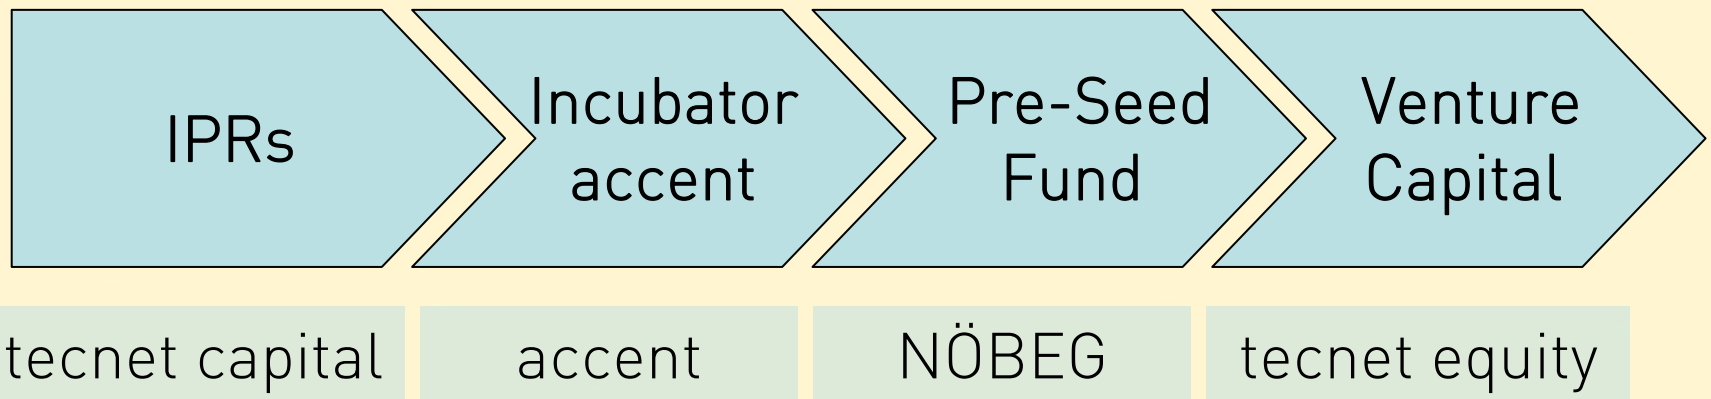 IPRs
Incubator
accent
Pre-Seed
Fund
Venture
Capital
tecnet capital
accent
NÖBEG
tecnet equity